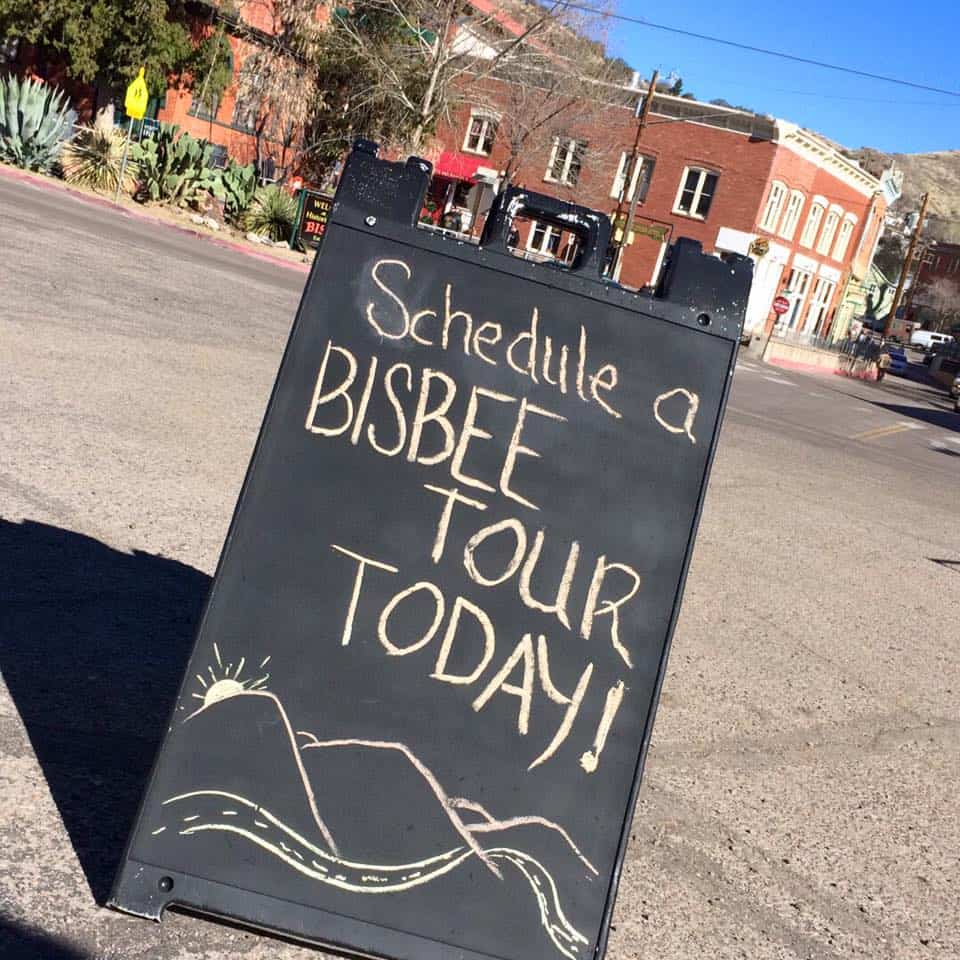 Schedule a
BISBEE
TOUR
TODAY!